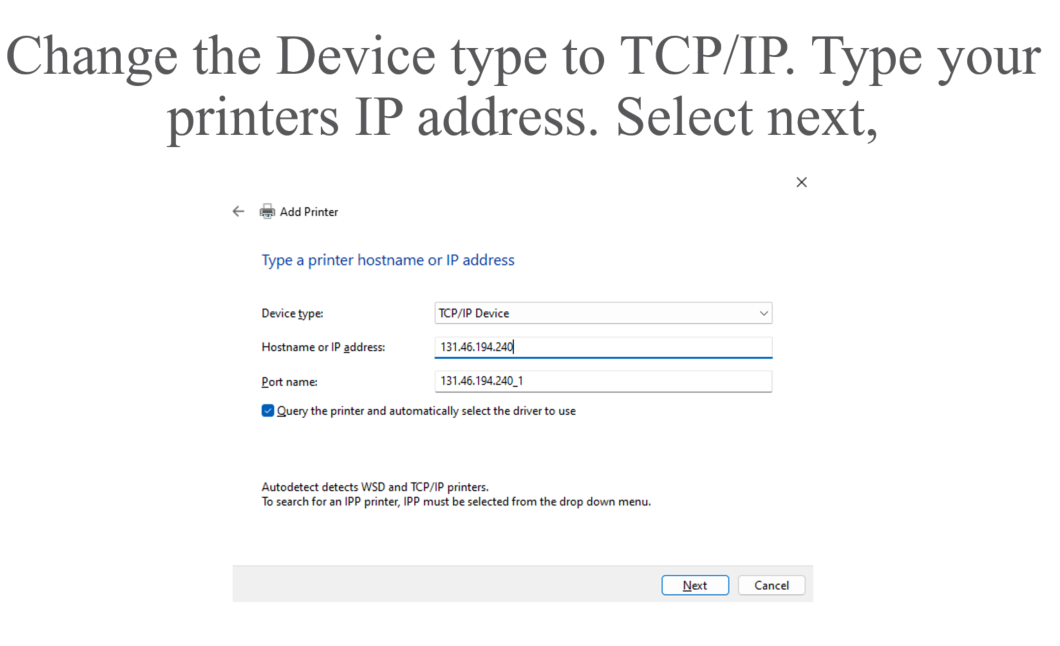 Change the Device type to TCP/IP. Type your
printers IP address. Select next,
Add Printer
Type a printer hostname or IP address
Device type: TCP/IP Device
Hostname or IP address: 131.46.194.240
Port name: 131.46.194.240_1
Query the printer and automatically select the driver to use
Autodetect detects WSD and TCP/IP printers.
To search for an IPP printer, IPP must be selected from the drop down menu.
Next Cancel